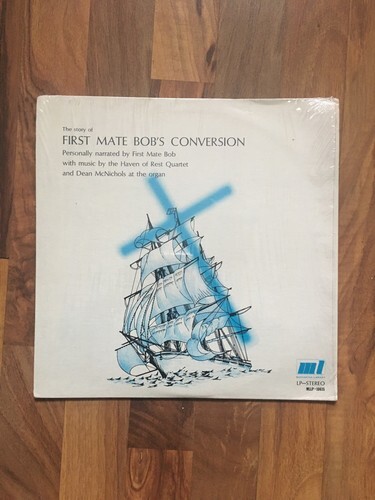 The story of
FIRST MATE BOB'S CONVERSION
Personally narrated by First Mate Bob
with music by the Haven of Rest Quartet
and Dean McNichols at the organ
LP-STEREO